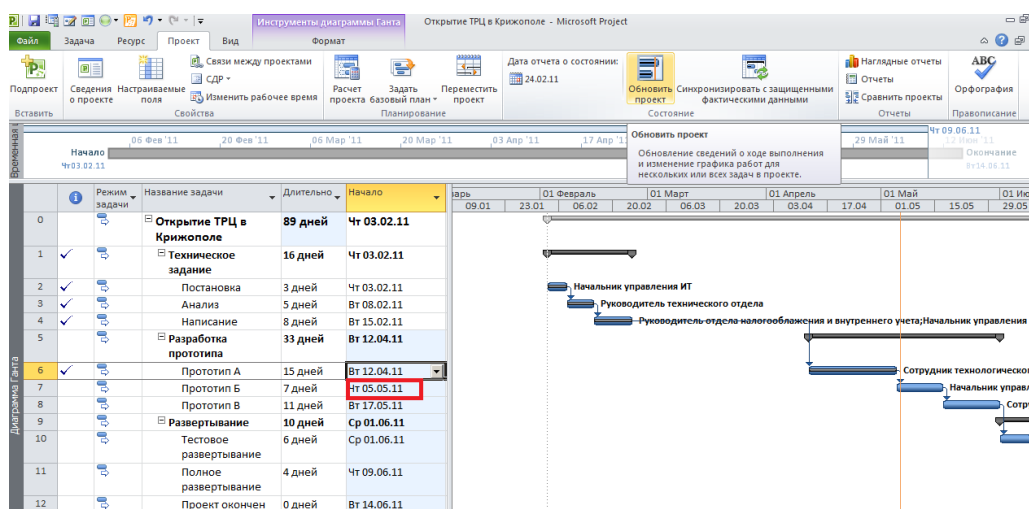 Инструменты диаграммы Ганта
Открытие ТРЦ в Крижополе - Microsoft Project
Файл Задача Ресурс Проект Вид Формат
Подпроект
Вставить
Сведения о проекте
Настраиваемые поля
Связи между проектами
СДР
Изменить рабочее время
Свойства
Расчет проекта
Задать базовый план
Переместить проект
Планирование
Дата отчета о состоянии:
24.02.11
Обновить проект
Синхронизировать с защищенными фактическими данными
Состояние
Наглядные отчеты
Отчеты
Сравнить проекты
Отчеты
ABC
Орфография
Правописание
Обновить проект
Обновление сведений о ходе выполнения
и изменение графика работ для
нескольких или всех задач в проекте.
06 Фев '11 20 Фев '11 06 Мар '11 20 Мар '11 03 Апр '11 17 Апр '1 29 Май '11 12 Июн '11
Чт 09.06.11
Начало
Чт03.02.11
Окончание
Вт14.06.11
Режим задачи Название задачи Длительно Начало
арь 01 Февраль 01 Март 01 Апрель 01 Май 01 Ию
09.01 23.01 06.02 20.02 06.03 20.03 03.04 17.04 01.05 15.05 29.05
0 Открытие ТРЦ в Крижополе 89 дней Чт 03.02.11
1 Техническое задание 16 дней Чт 03.02.11
2 Постановка 3 дней Чт 03.02.11 Начальник управления ИТ
3 Анализ 5 дней Вт 08.02.11 Руководитель технического отдела
4 Написание 8 дней Вт 15.02.11 Руководитель отдела налогообложения и внутреннего учета;Начальник управления
5 Разработка прототипа 33 дней Вт 12.04.11
6 Прототип А 15 дней Вт 12.04.11 Сотрудник технологическо
7 Прототип Б 7 дней Чт 05.05.11 Начальник управл
8 Прототип В 11 дней Вт 17.05.11 Сотру
9 Развертывание 10 дней Ср 01.06.11
10 Тестовое развертывание 6 дней Ср 01.06.11
11 Полное развертывание 4 дней Чт 09.06.11
12 Проект окончен 0 дней Вт 14.06.11
Диаграмма Ганта